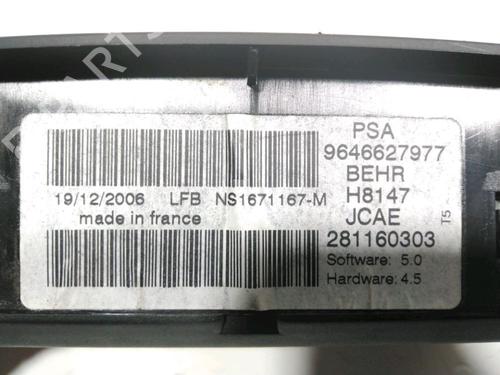 PSA
9646627977
BEHR
19/12/2006 LFB NS1671167-M H8147
made in france JCAE
T5
281160303
Software: 5.0
Hardware: 4.5
PARTS